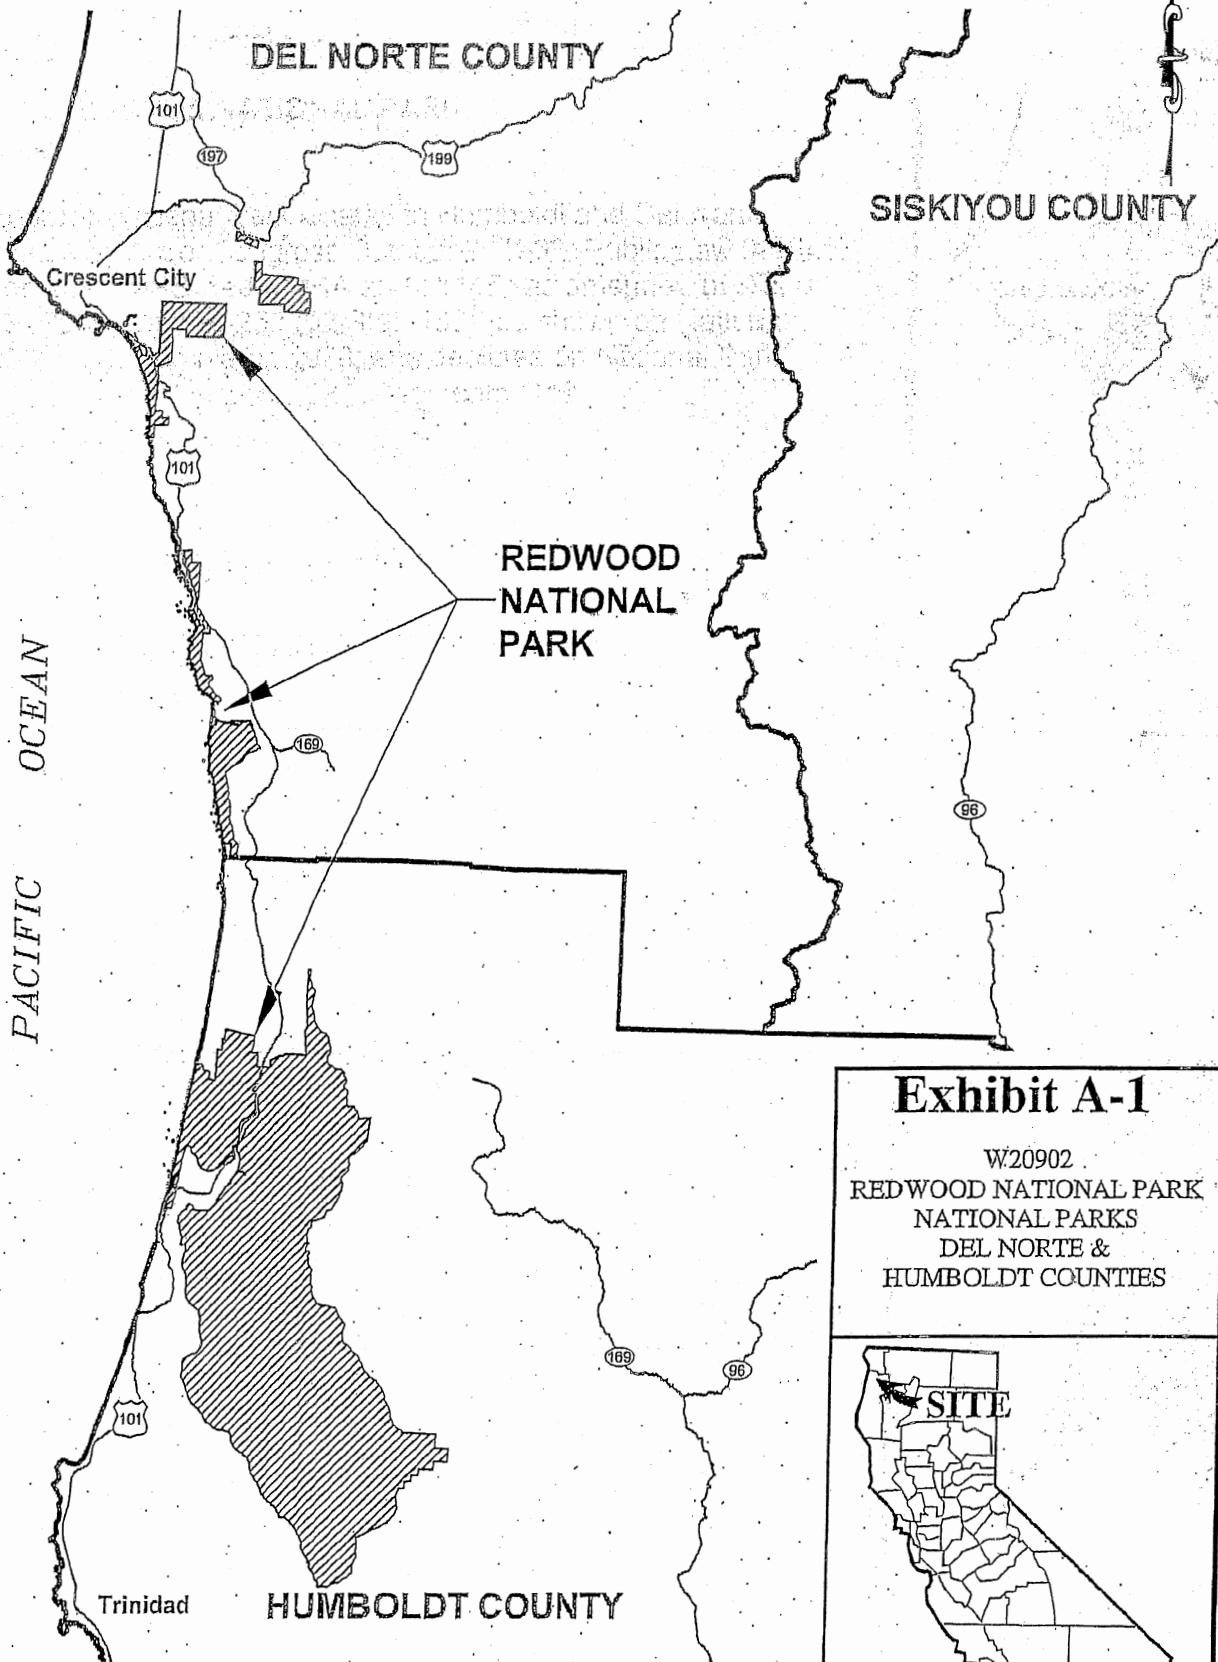 DEL NORTE COUNTY
101
197
199
SISKIYOU COUNTY
Crescent City
101
REDWOOD
NATIONAL
PARK
PACIFIC OCEAN
169
96
Exhibit A-1
W20902
REDWOOD NATIONAL PARK
NATIONAL PARKS
DEL NORTE &
HUMBOLDT COUNTIES
SITE
169
96
101
Trinidad
HUMBOLDT COUNTY